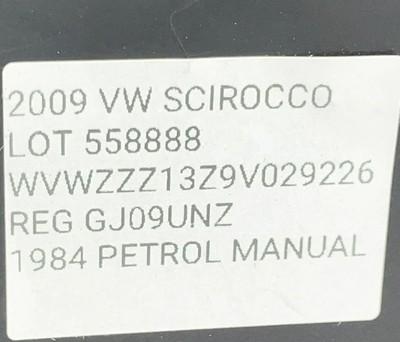 2009 VW SCIROCCO
LOT 558888
WVWZZZ13Z9V029226
REG GJ09UNZ
1984 PETROL MANUAL